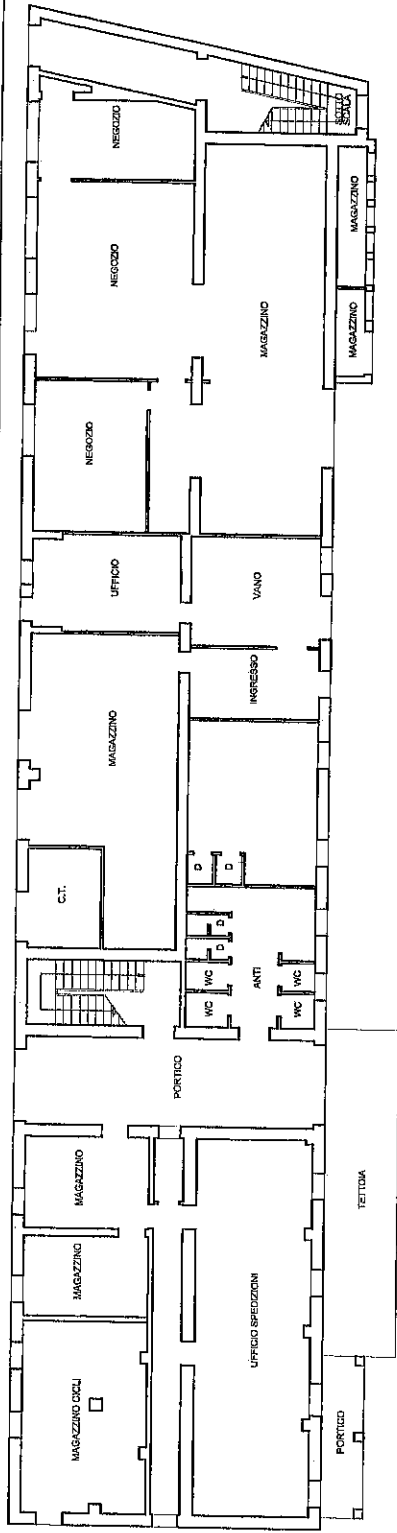 NEGOZIO
NEGOZIO
NEGOZIO
SOTTO
SCALA
MAGAZZINO
MAGAZZINO
MAGAZZINO
UFFICIO
VANO
INGRESSO
MAGAZZINO
C.T.
D
D
D
D
WC
WC
ANTI
WC
WC
PORTICO
MAGAZZINO
MAGAZZINO
MAGAZZINO CICLI
UFFICIO SPEDIZIONI
TETTOIA
PORTICO